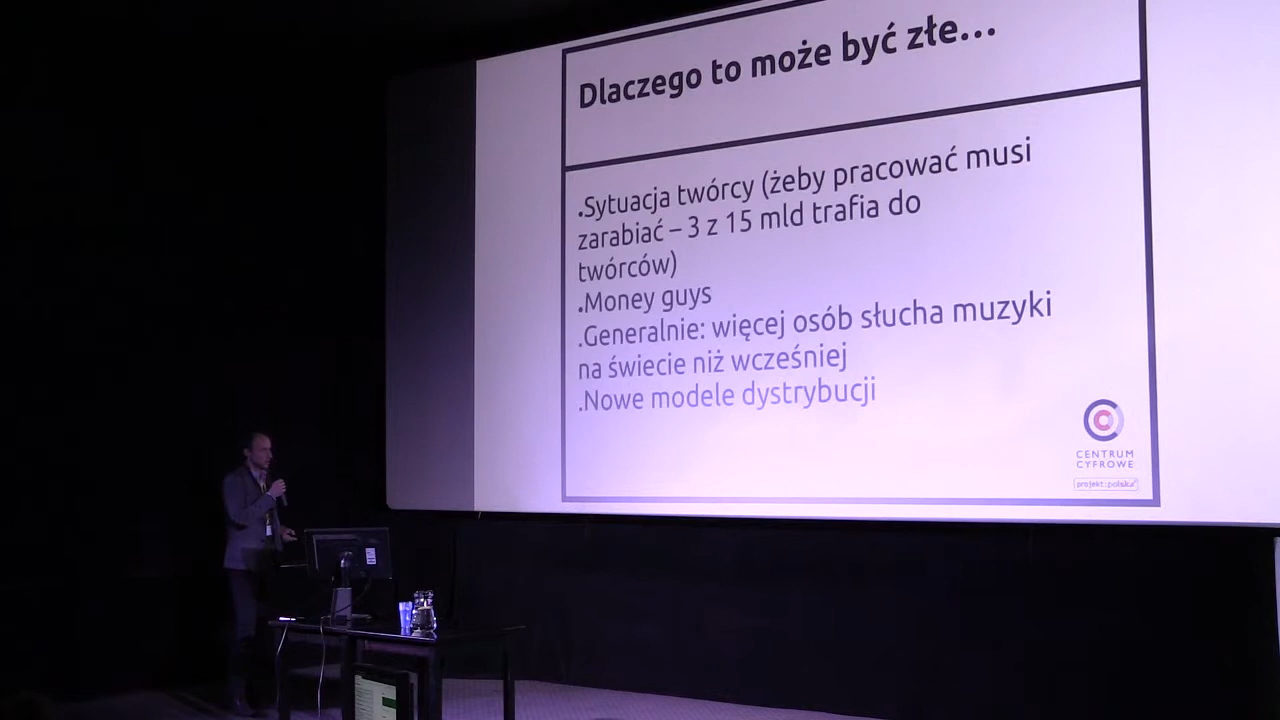 Dlaczego to może być złe...
.Sytuacja twórcy (żeby pracować musi
zarabiać – 3 z 15 mld trafia do
twórców)
.Money guys
.Generalnie: więcej osób słucha muzyki
na świecie niż wcześniej
.Nowe modele dystrybucji
CENTRUM
CYFROWE
projekt:polska